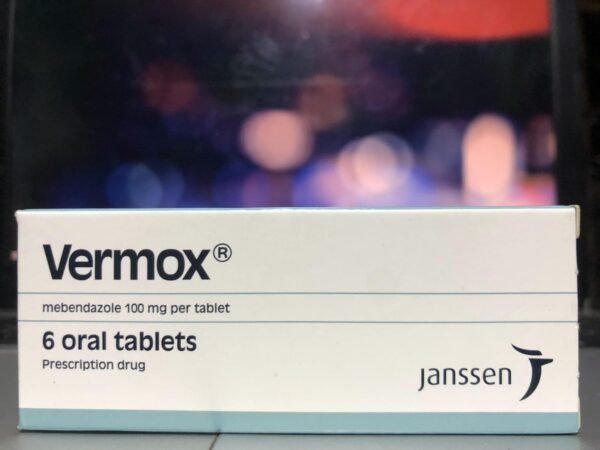 Vermox®
mebendazole 100 mg per tablet
6 oral tablets
Prescription drug
janssen